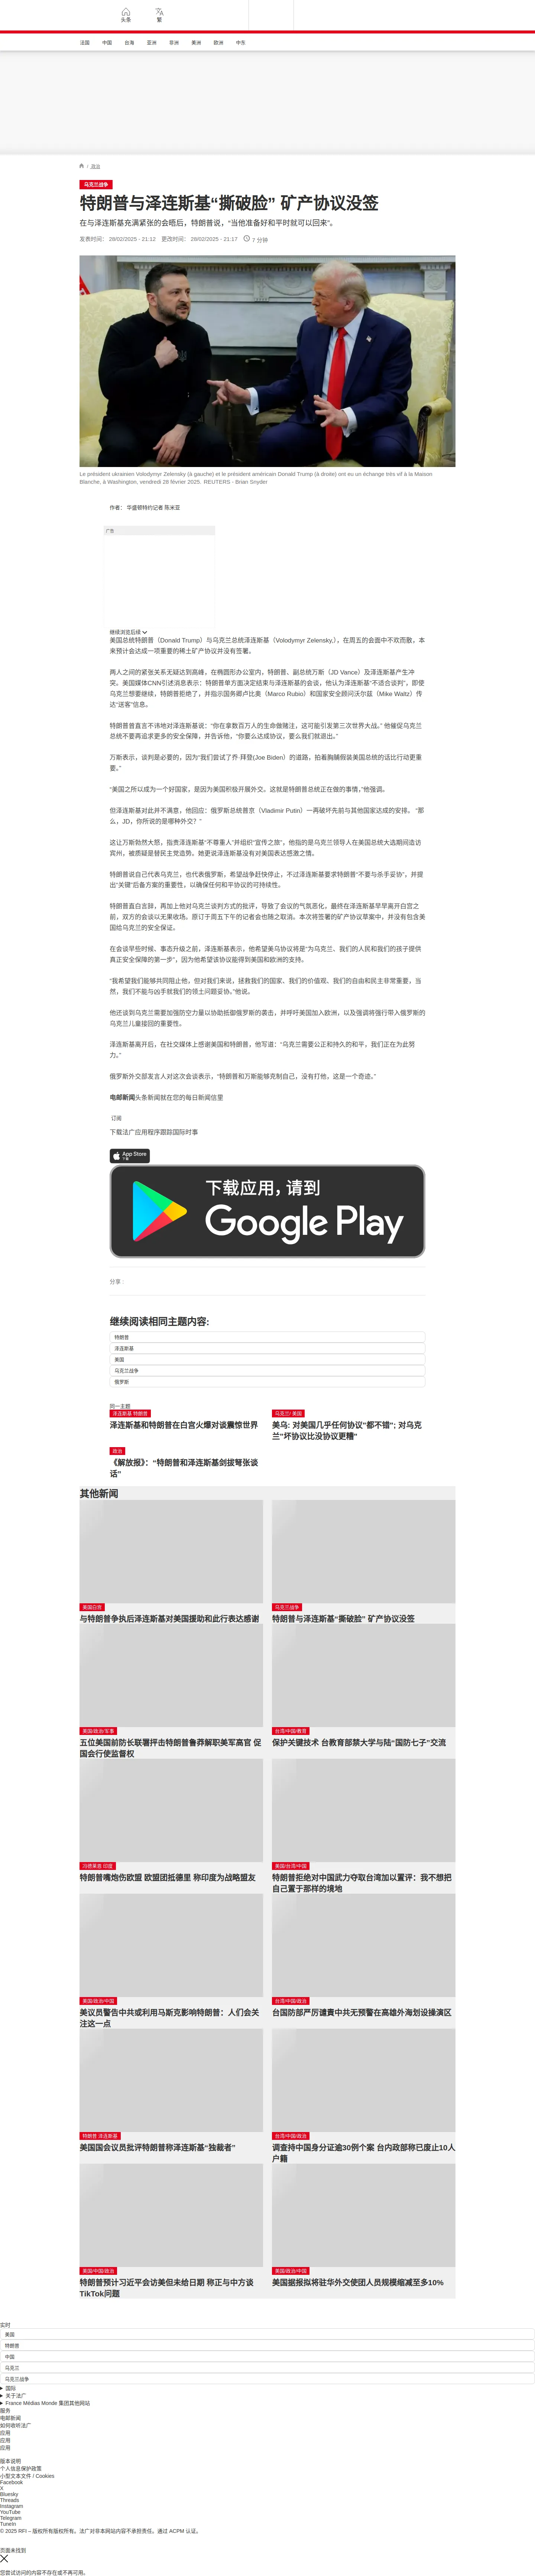 头条
繁
法国
中国
台海
亚洲
非洲
美洲
欧洲
中东
/ 政治
乌克兰战争
特朗普与泽连斯基“撕破脸” 矿产协议没签
在与泽连斯基充满紧张的会晤后，特朗普说，“当他准备好和平时就可以回来”。
发表时间： 28/02/2025 - 21:12 更改时间： 28/02/2025 - 21:17 7 分钟
Le président ukrainien Volodymyr Zelensky (à gauche) et le président américain Donald Trump (à droite) ont eu un échange très vif à la Maison
Blanche, à Washington, vendredi 28 février 2025. REUTERS - Brian Snyder
作者： 华盛顿特约记者 陈米亚
广告
继续浏览后续
美国总统特朗普（Donald Trump）与乌克兰总统泽连斯基（Volodymyr Zelensky,），在周五的会面中不欢而散，本
来预计会达成一项重要的稀土矿产协议并没有签署。
两人之间的紧张关系无疑达到高峰，在椭圆形办公室内，特朗普、副总统万斯（JD Vance）及泽连斯基产生冲
突。美国媒体CNN引述消息表示：特朗普单方面决定结束与泽连斯基的会谈，他认为泽连斯基“不适合谈判”，即便
乌克兰想要继续，特朗普拒绝了，并指示国务卿卢比奥（Marco Rubio）和国家安全顾问沃尔兹（Mike Waltz）传
达“送客”信息。
特朗普曾直言不讳地对泽连斯基说：“你在拿数百万人的生命做赌注，这可能引发第三次世界大战。” 他催促乌克兰
总统不要再追求更多的安全保障，并告诉他，“你要么达成协议，要么我们就退出。”
万斯表示，谈判是必要的，因为“我们尝试了乔·拜登(Joe Biden）的道路，拍着胸脯假装美国总统的话比行动更重
要。”
“美国之所以成为一个好国家，是因为美国积极开展外交。这就是特朗普总统正在做的事情，”他强调。
但泽连斯基对此并不满意，他回应：俄罗斯总统普京（Vladimir Putin）一再破坏先前与其他国家达成的安排。 “那
么，JD，你所说的是哪种外交？ ”
这让万斯勃然大怒，指责泽连斯基“不尊重人”并组织“宣传之旅”，他指的是乌克兰领导人在美国总统大选期间造访
宾州，被质疑是替民主党造势。她更说泽连斯基没有对美国表达感激之情。
特朗普说自己代表乌克兰，也代表俄罗斯，希望战争赶快停止，不过泽连斯基要求特朗普“不要与杀手妥协”，并提
出“关键”后备方案的重要性，以确保任何和平协议的可持续性。
特朗普直白言辞，再加上他对乌克兰谈判方式的批评，导致了会议的气氛恶化，最终在泽连斯基早早离开白宫之
前，双方的会谈以无果收场。原订于周五下午的记者会也随之取消。本次将签署的矿产协议草案中，并没有包含美
国给乌克兰的安全保证。
在会谈早些时候、事态升级之前，泽连斯基表示，他希望美乌协议将是“为乌克兰、我们的人民和我们的孩子提供
真正安全保障的第一步”，因为他希望该协议能得到美国和欧洲的支持。
“我希望我们能够共同阻止他，但对我们来说，拯救我们的国家、我们的价值观、我们的自由和民主非常重要，当
然，我们不能与凶手就我们的领土问题妥协。”他说。
他还谈到乌克兰需要加强防空力量以协助抵御俄罗斯的袭击，并呼吁美国加入欧洲，以及强调将强行带入俄罗斯的
乌克兰儿童接回的重要性。
泽连斯基离开后，在社交媒体上感谢美国和特朗普，他写道：“乌克兰需要公正和持久的和平，我们正在为此努
力。”
俄罗斯外交部发言人对这次会谈表示，“特朗普和万斯能够克制自己，没有打他，这是一个奇迹。”
电邮新闻头条新闻就在您的每日新闻信里
订阅
下载法广应用程序跟踪国际时事
App Store
下载
下载应用，请到
Google Play
分享 :
继续阅读相同主题内容:
特朗普
泽连斯基
美国
乌克兰战争
俄罗斯
同一主题
泽连斯基 特朗普
泽连斯基和特朗普在白宫火爆对谈震惊世界
乌克兰/ 美国
美乌: 对美国几乎任何协议"都不错"; 对乌克
兰"坏协议比没协议更糟"
政治
《解放报》：“特朗普和泽连斯基剑拔弩张谈
话”
其他新闻
美国白宫
与特朗普争执后泽连斯基对美国援助和此行表达感谢
乌克兰战争
特朗普与泽连斯基“撕破脸” 矿产协议没签
美国/政治/军事
五位美国前防长联署抨击特朗普鲁莽解职美军高官 促
国会行使监督权
台湾/中国/教育
保护关键技术 台教育部禁大学与陆“国防七子”交流
冯德莱恩 印度
特朗普嘴炮伤欧盟 欧盟团抵德里 称印度为战略盟友
美国/台湾/中国
特朗普拒绝对中国武力夺取台湾加以置评：我不想把
自己置于那样的境地
美国/政治/中国
美议员警告中共或利用马斯克影响特朗普：人们会关
注这一点
台湾/中国/政治
台国防部严厉谴责中共无预警在高雄外海划设操演区
特朗普 泽连斯基
美国国会议员批评特朗普称泽连斯基“独裁者”
台湾/中国/政治
调查持中国身分证逾30例个案 台内政部称已废止10人
户籍
美国/中国/政治
特朗普预计习近平会访美但未给日期 称正与中方谈
TikTok问题
美国/政治/中国
美国据报拟将驻华外交使团人员规模缩减至多10%
实时
美国
特朗普
中国
乌克兰
乌克兰战争
国际
关于法广
France Médias Monde 集团其他网站
服务
电邮新闻
如何收听法广
应用
应用
应用
版本说明
个人信息保护政策
小型文本文件 / Cookies
Facebook
X
Bluesky
Threads
Instagram
YouTube
Telegram
TuneIn
© 2025 RFI – 版权所有版权所有。法广对非本网站内容不承担责任。通过 ACPM 认证。
页面未找到
您尝试访问的内容不存在或不再可用。